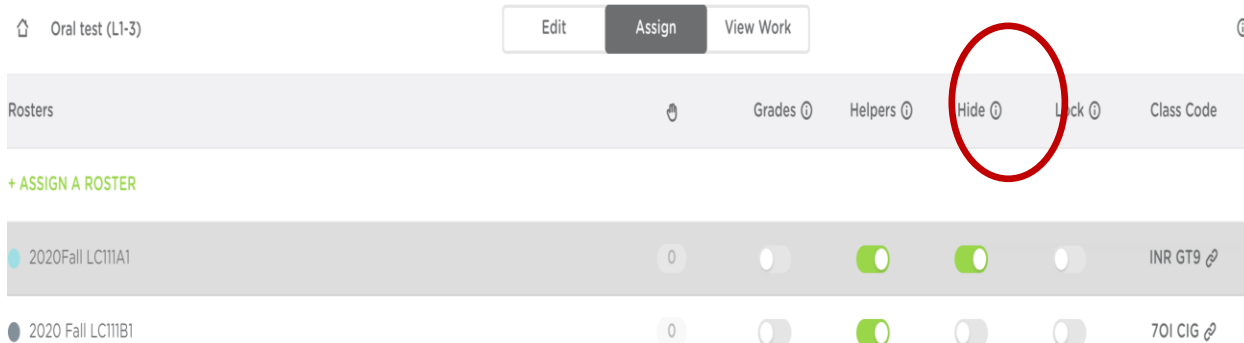 Oral test (L1-3) Edit Assign View Work
Rosters Grades Helpers Hide Lock Class Code
+ ASSIGN A ROSTER
2020Fall LC111A1 0 INR GT9
2020 Fall LC111B1 0 7OI CIG